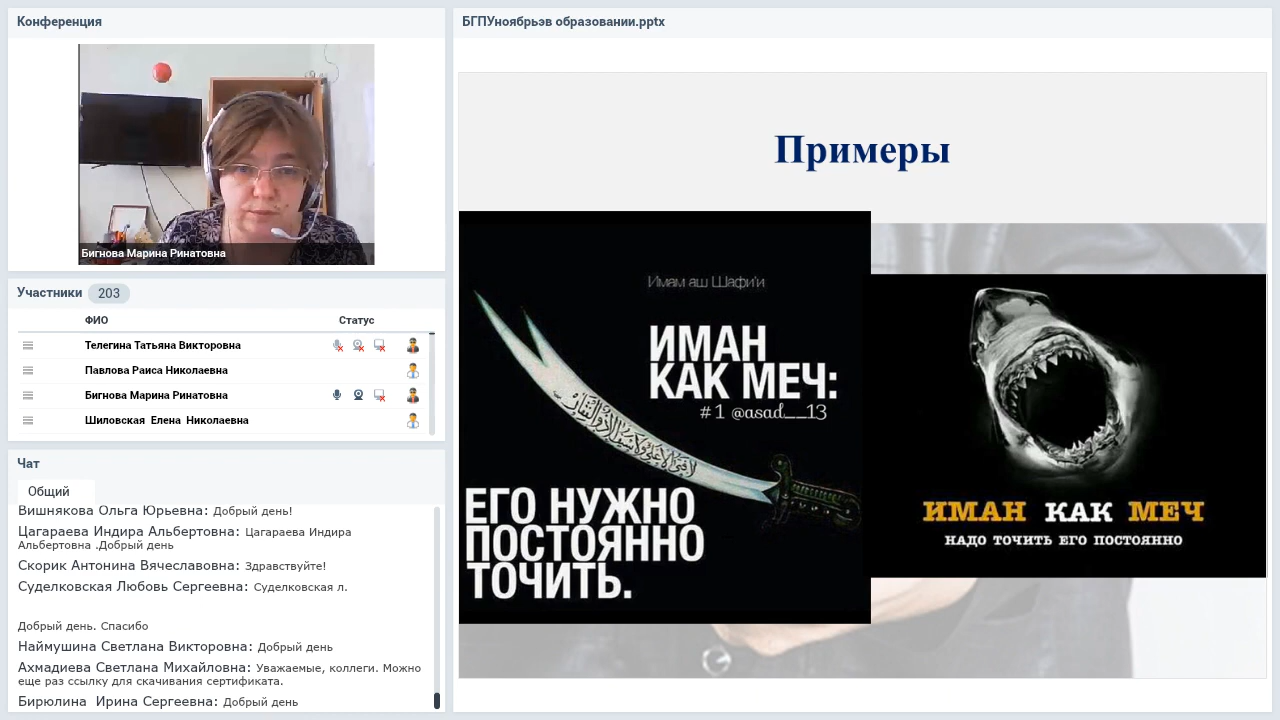 Конференция
Бигнова Марина Ринатовна
Участники 203
ФИО Статус
Телегина Татьяна Викторовна
Павлова Раиса Николаевна
Бигнова Марина Ринатовна
Шиловская Елена Николаевна
Чат
Общий
Вишнякова Ольга Юрьевна: Добрый день!
Цагараева Индира Альбертовна: Цагараева Индира
Альбертовна .Добрый день
Скорик Антонина Вячеславовна: Здравствуйте!
Суделковская Любовь Сергеевна: Суделковская л.
Добрый день. Спасибо
Наймушина Светлана Викторовна: Добрый день
Ахмадиева Светлана Михайловна: Уважаемые, коллеги. Можно
еще раз ссылку для скачивания сертификата.
Бирюлина Ирина Сергеевна: Добрый день
БГПУноябрьэв образовании.pptx
Примеры
Имам аш Шафи'и
ИМАН
КАК МЕЧ:
#1 @asad__13
ЕГО НУЖНО
ПОСТОЯННО
ТОЧИТЬ.
ИМАН КАК МЕЧ
НАДО ТОЧИТЬ ЕГО ПОСТОЯННО